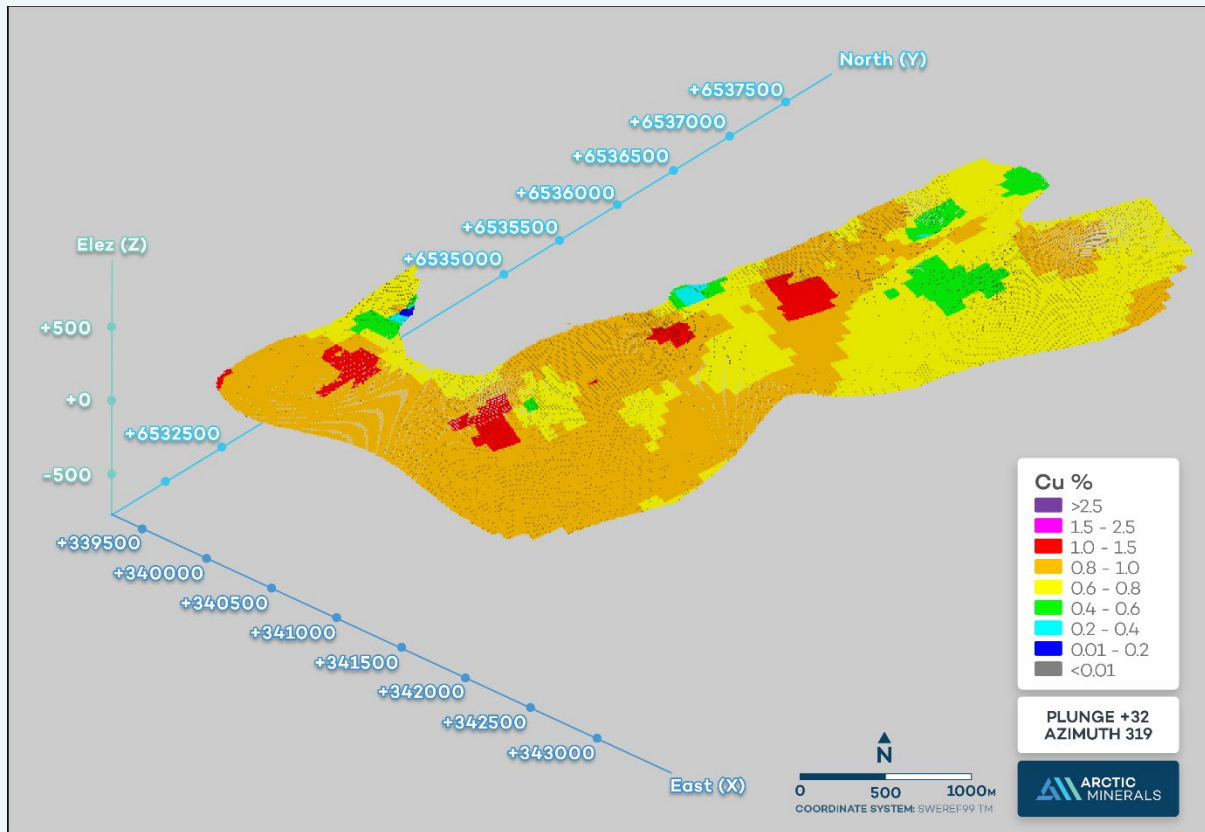 North (Y)
+6537500
+6537000
+6536500
+6536000
+6535500
+6535000
Elez (Z)
+500
+0
-500
+6532500
+339500
+340000
+340500
+341000
+341500
+342000
+342500
+343000
East (X)
Cu %
>2.5
1.5 - 2.5
1.0 - 1.5
0.8 - 1.0
0.6 - 0.8
0.4 - 0.6
0.2 - 0.4
0.01 - 0.2
<0.01
PLUNGE +32
AZIMUTH 319
N
0 500 1000M
COORDINATE SYSTEM: SWEREF99 TM
ARCTIC
MINERALS